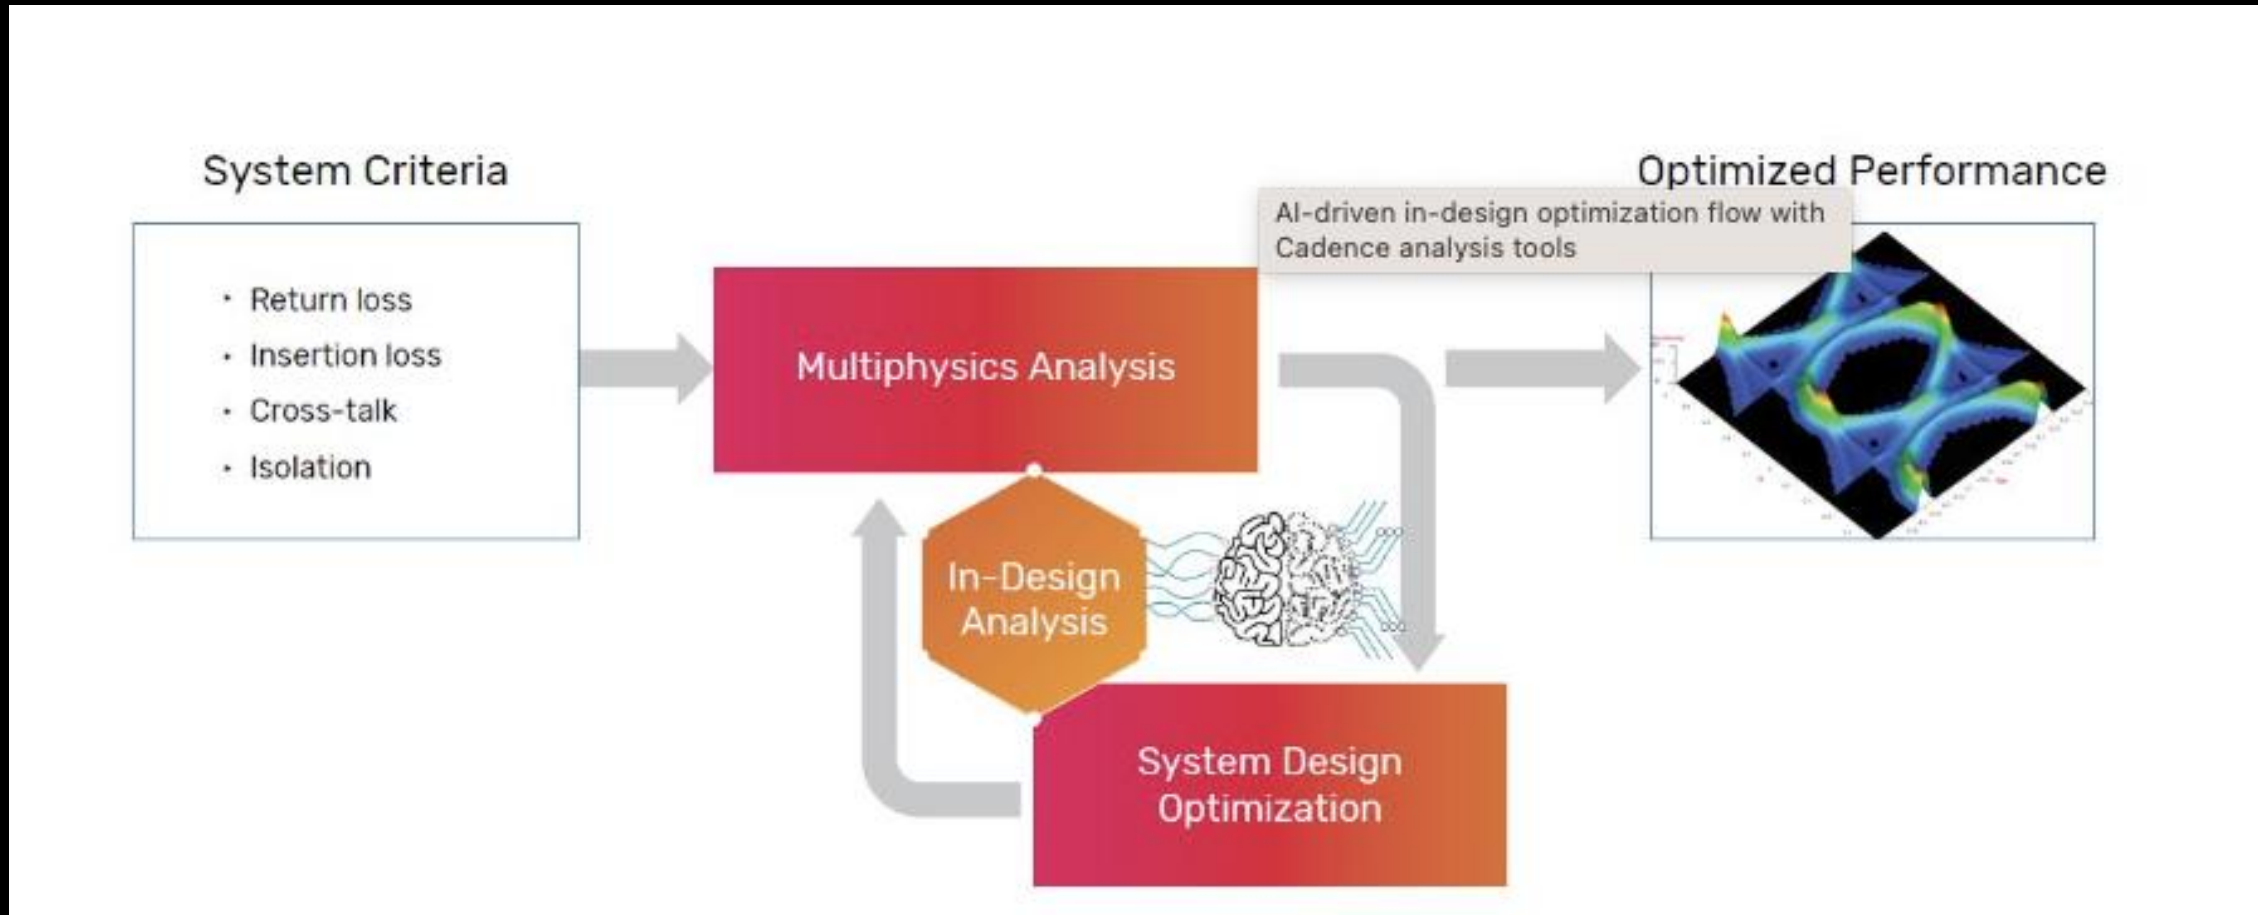 System Criteria
• Return loss
• Insertion loss
• Cross-talk
• Isolation
Multiphysics Analysis
AI-driven in-design optimization flow with
Cadence analysis tools
Optimized Performance
In-Design
Analysis
System Design
Optimization